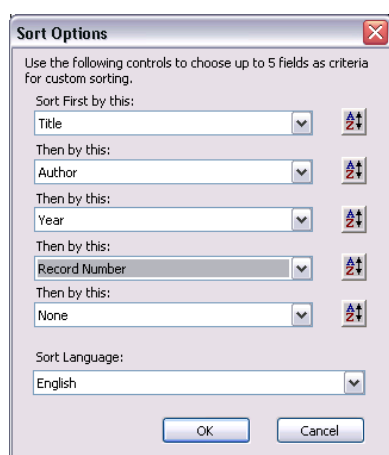 Sort Options
Use the following controls to choose up to 5 fields as criteria
for custom sorting.
Sort First by this:
Title
Then by this:
Author
Then by this:
Year
Then by this:
Record Number
Then by this:
None
Sort Language:
English
OK Cancel